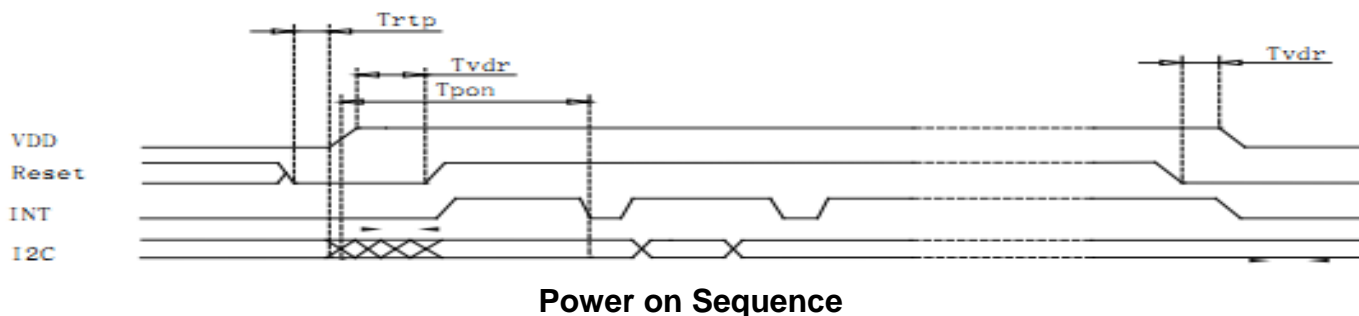 Trtp
Tvdr Tvdr
Tpon
VDD
Reset
INT
I2C
Power on Sequence